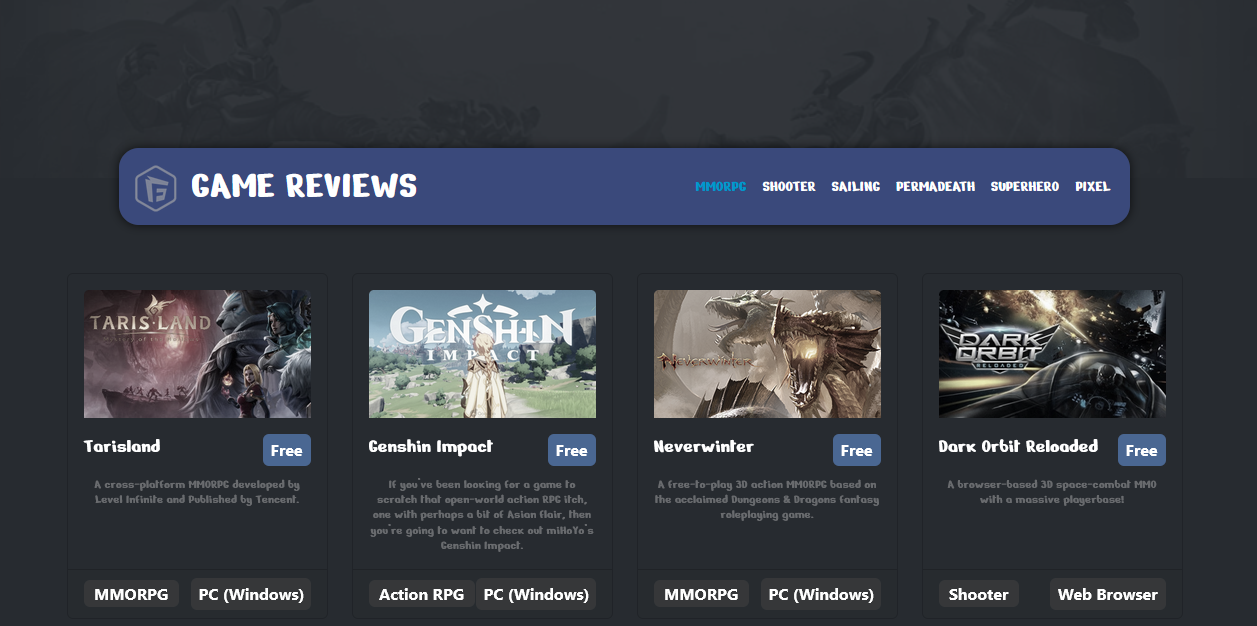 GAME REVIEWS
MMORPG SHOOTER SAILING PERMADEATH SUPERHERO PIXEL
TARISLAND
Tarisland
Free
A cross-platform MMORPG developed by
Level Infinite and Published by Tencent.
MMORPG
PC (Windows)
GENSHIN
IMPACT
Genshin Impact
Free
If you've been looking for a game to
scratch that open-world action RPG itch,
one with perhaps a bit of Asian flair, then
you're going to want to check out miHoYo's
Genshin Impact.
Action RPG
PC (Windows)
NEVERWINTER
Neverwinter
Free
A free-to-play 3D action MMORPG based on
the acclaimed Dungeons & Dragons fantasy
roleplaying game.
MMORPG
PC (Windows)
DARK
ORBIT
RELOADED
Dark Orbit Reloaded
Free
A browser-based 3D space-combat MMO
with a massive playerbase!
Shooter
Web Browser